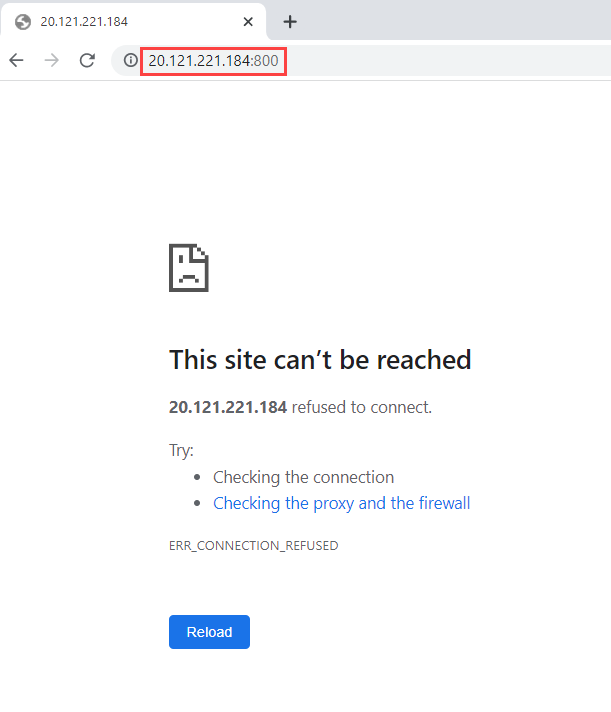 20.121.221.184
20.121.221.184:800
This site can’t be reached
20.121.221.184 refused to connect.
Try:
Checking the connection
Checking the proxy and the firewall
ERR_CONNECTION_REFUSED
Reload